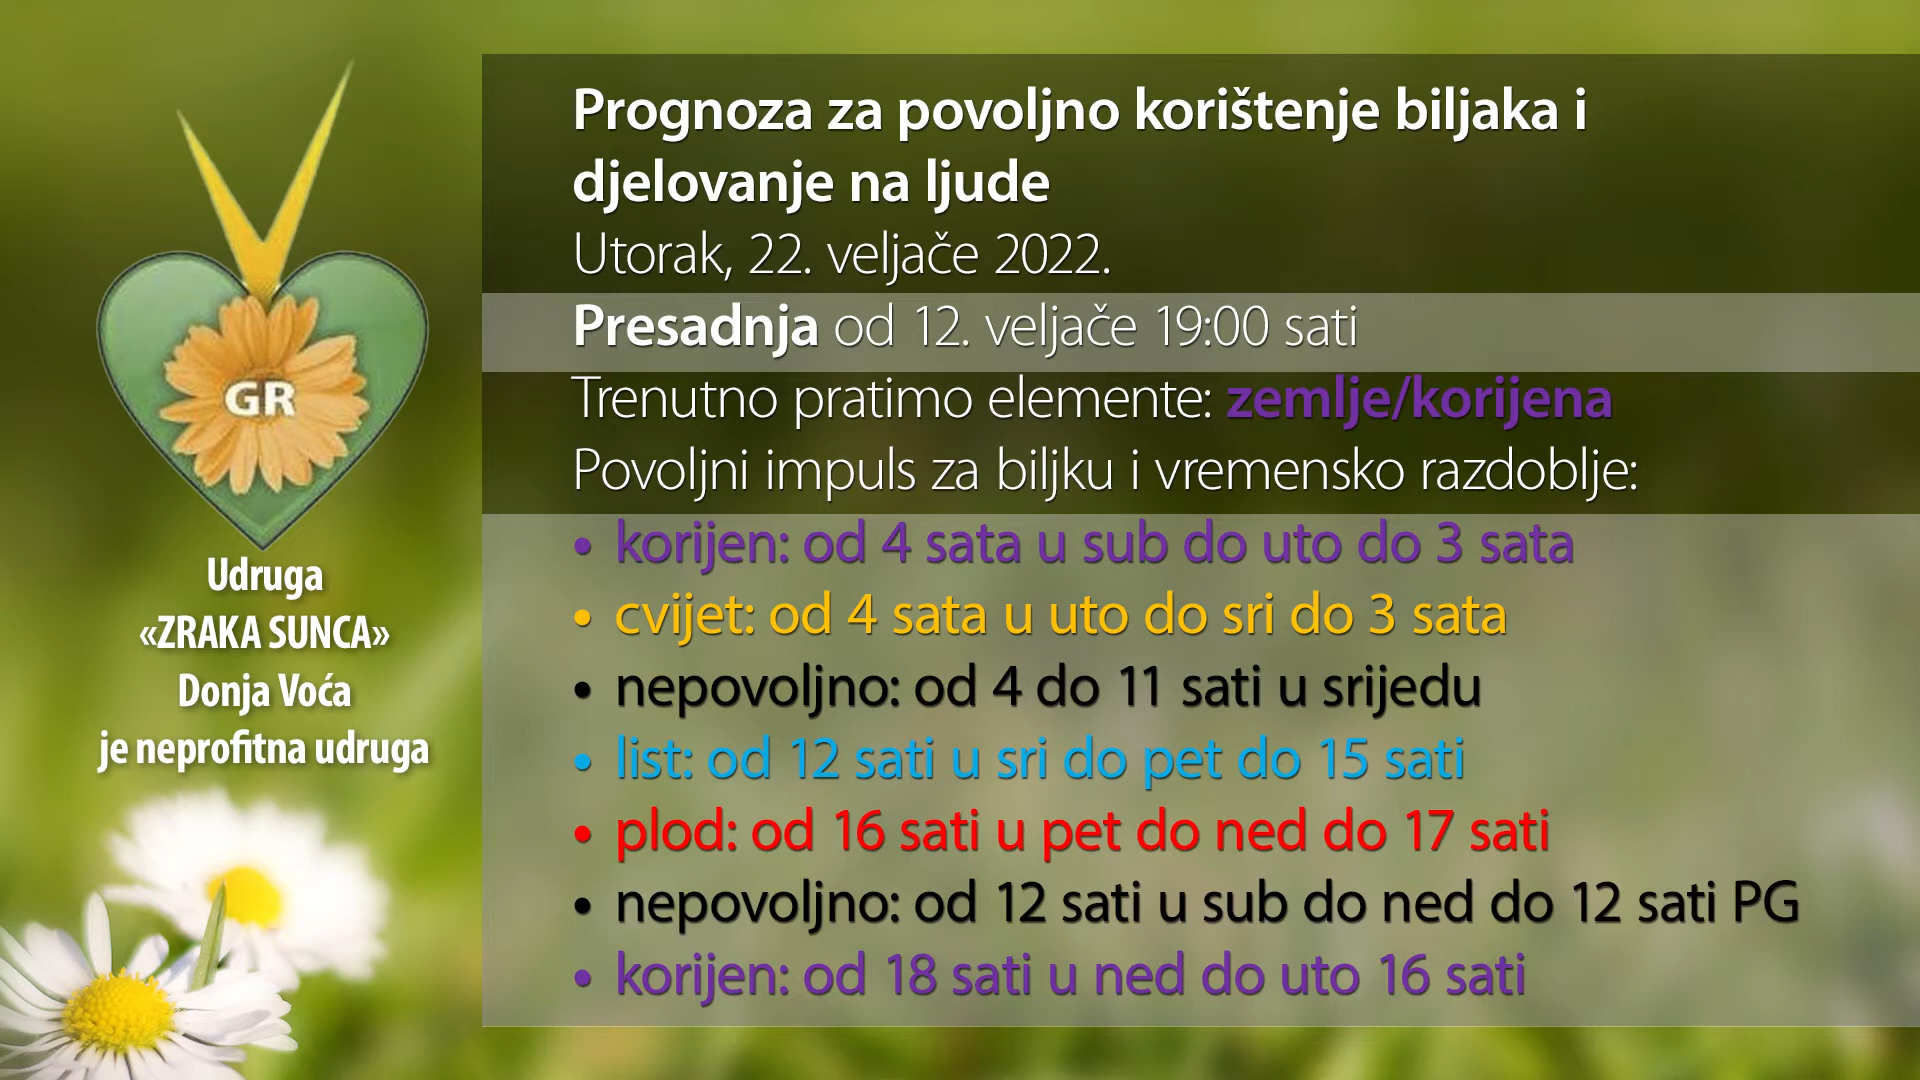 GR
Udruga
«ZRAKA SUNCA»
Donja Voća
je neprofitna udruga
Prognoza za povoljno korištenje biljaka i
djelovanje na ljude
Utorak, 22. veljače 2022.
Presadnja od 12. veljače 19:00 sati
Trenutno pratimo elemente: zemlje/korijena
Povoljni impuls za biljku i vremensko razdoblje:
• korijen: od 4 sata u sub do uto do 3 sata
• cvijet: od 4 sata u uto do sri do 3 sata
• nepovoljno: od 4 do 11 sati u srijedu
• list: od 12 sati u sri do pet do 15 sati
• plod: od 16 sati u pet do ned do 17 sati
• nepovoljno: od 12 sati u sub do ned do 12 sati PG
• korijen: od 18 sati u ned do uto 16 sati